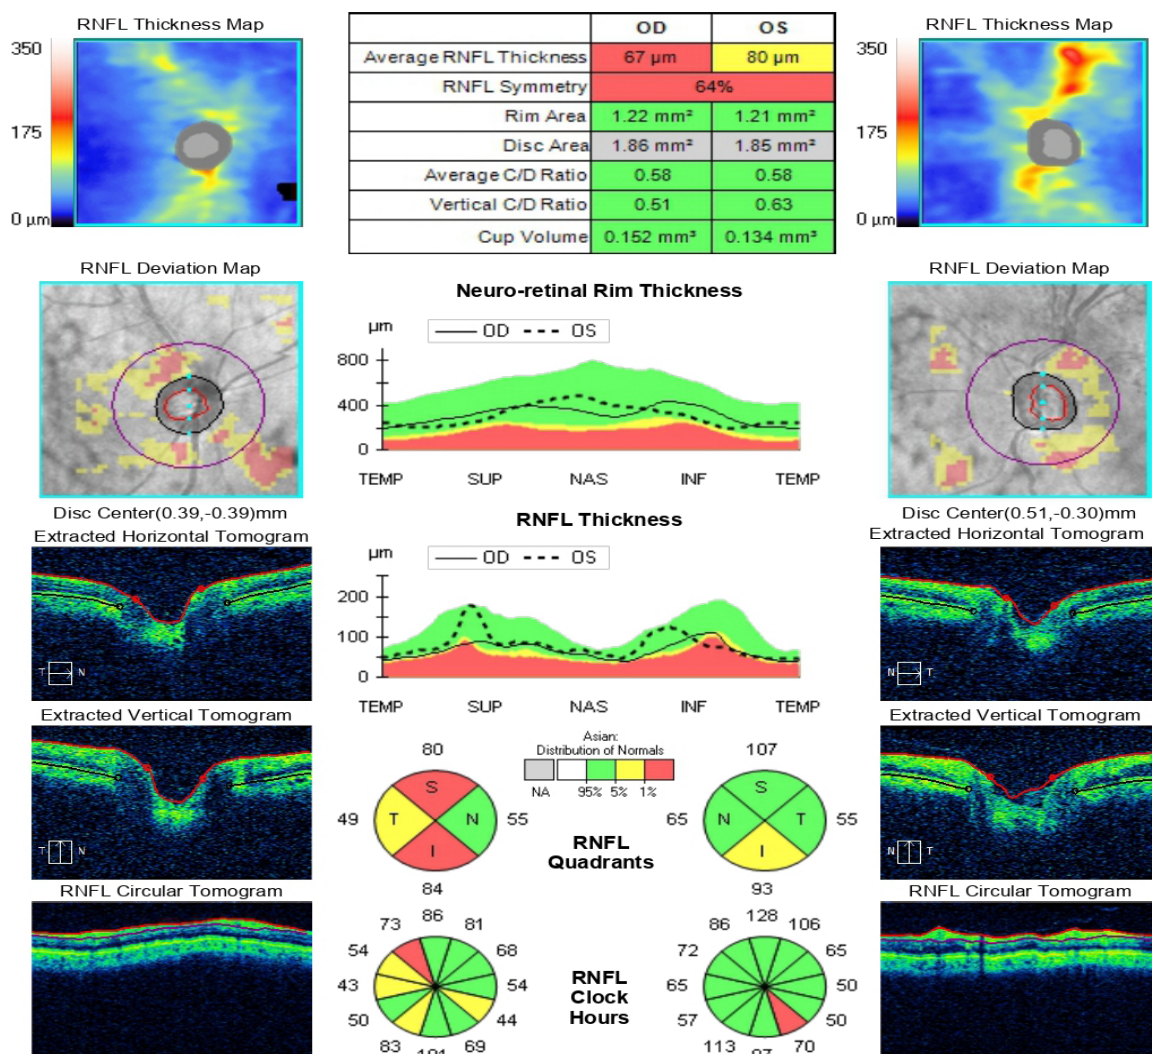 RNFL Thickness Map
350
175
0 µm
OD OS
Average RNFL Thickness 67 µm 80 µm
RNFL Symmetry 64%
Rim Area 1.22 mm² 1.21 mm²
Disc Area 1.86 mm² 1.85 mm²
Average C/D Ratio 0.58 0.58
Vertical C/D Ratio 0.51 0.63
Cup Volume 0.152 mm³ 0.134 mm³
RNFL Thickness Map
350
175
0 µm
RNFL Deviation Map
Disc Center(0.39,-0.39)mm
Neuro-retinal Rim Thickness
µm
OD OS
800
400
0
TEMP SUP NAS INF TEMP
RNFL Deviation Map
Disc Center(0.51,-0.30)mm
Extracted Horizontal Tomogram
T N
RNFL Thickness
µm
OD OS
200
100
0
TEMP SUP NAS INF TEMP
Extracted Horizontal Tomogram
N T
Extracted Vertical Tomogram
T N
Asian:
Distribution of Normals
NA 95% 5% 1%
80
S
49 T N 55
I
84
RNFL
Quadrants
107
S
65 N T 55
I
93
Extracted Vertical Tomogram
N T
RNFL Circular Tomogram
73 86 81
54 68
43 54
50 44
83 101 69
RNFL
Clock
Hours
86 128 106
72 65
65 50
57 50
113 97 70
RNFL Circular Tomogram